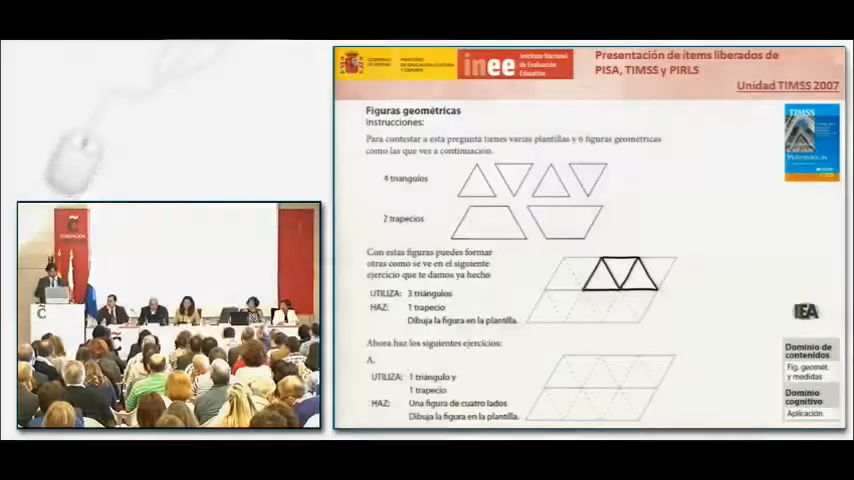 GOBIERNO DE ESPAÑA
MINISTERIO DE EDUCACIÓN, CULTURA Y DEPORTE
inee
Instituto Nacional de Evaluación Educativa
Presentación de ítems liberados de
PISA, TIMSS y PIRLS
Unidad TIMSS 2007
Figuras geométricas
Instrucciones:
Para contestar a esta pregunta tienes varias plantillas y 6 figuras geométricas
como las que ves a continuación.
4 triangulos
2 trapecios
Con estas figuras puedes formar
otras como se ve en el siguiente
ejercicio que te damos ya hecho
UTILIZA: 3 triángulos
HAZ: 1 trapecio
Dibuja la figura en la plantilla.
Ahora haz los siguientes ejercicios:
A.
UTILIZA: 1 triángulo y
1 trapecio
HAZ: Una figura de cuatro lados
Dibuja la figura en la plantilla.
TIMSS
Matemáticas
IEA
Dominio de
contenidos
Fig. geomét.
y medidas
Dominio
cognitivo
Aplicación
FUNDACIÓN